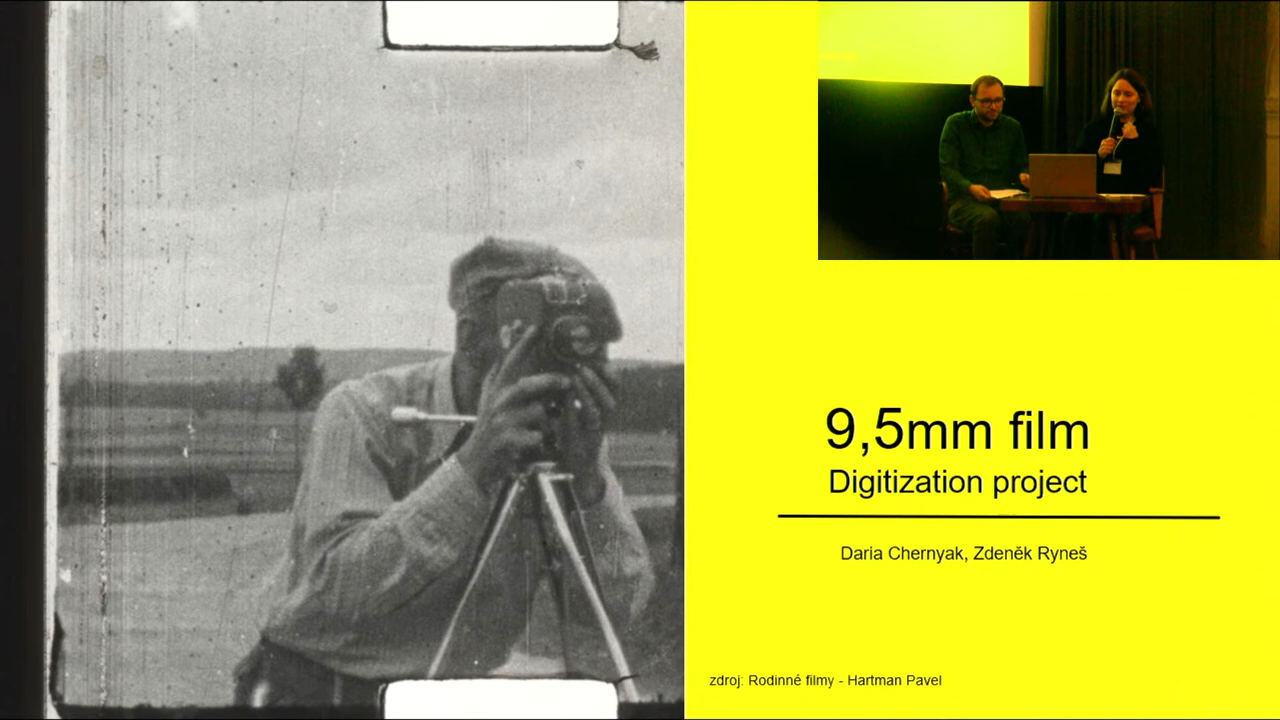 9,5mm film
Digitization project
Daria Chernyak, Zdeněk Ryneš
zdroj: Rodinné filmy - Hartman Pavel